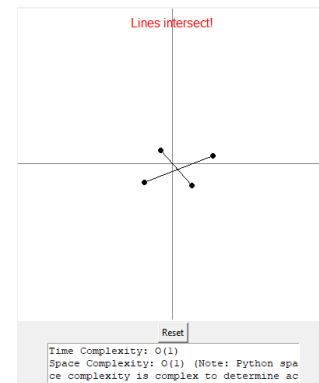 Lines intersect!
Reset
Time Complexity: O(1)
Space Complexity: O(1) (Note: Python spa
ce complexity is complex to determine ac